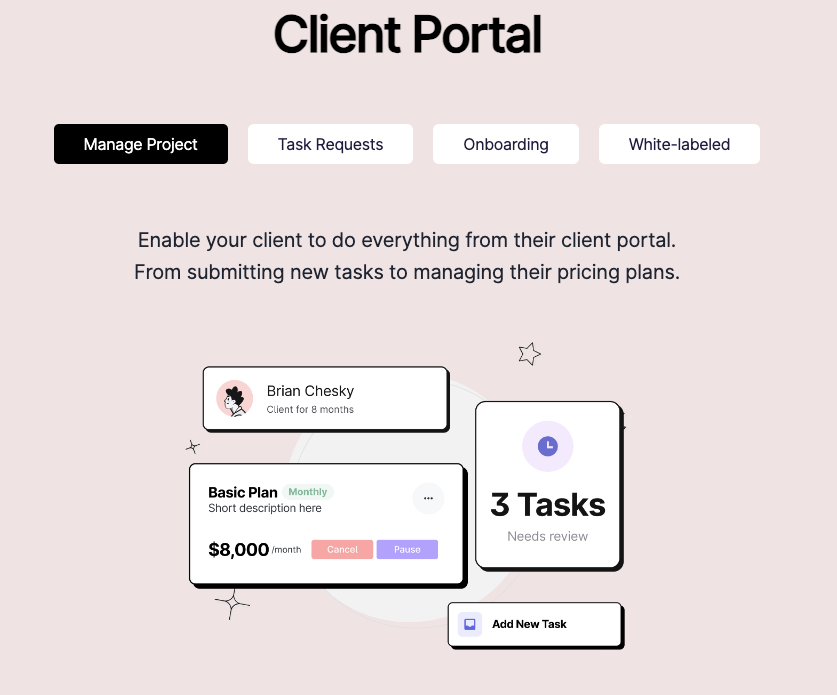 Client Portal
Manage Project
Task Requests
Onboarding
White-labeled
Enable your client to do everything from their client portal.
From submitting new tasks to managing their pricing plans.
Brian Chesky
Client for 8 months
Basic Plan Monthly
Short description here
$8,000 /month Cancel Pause
3 Tasks
Needs review
Add New Task